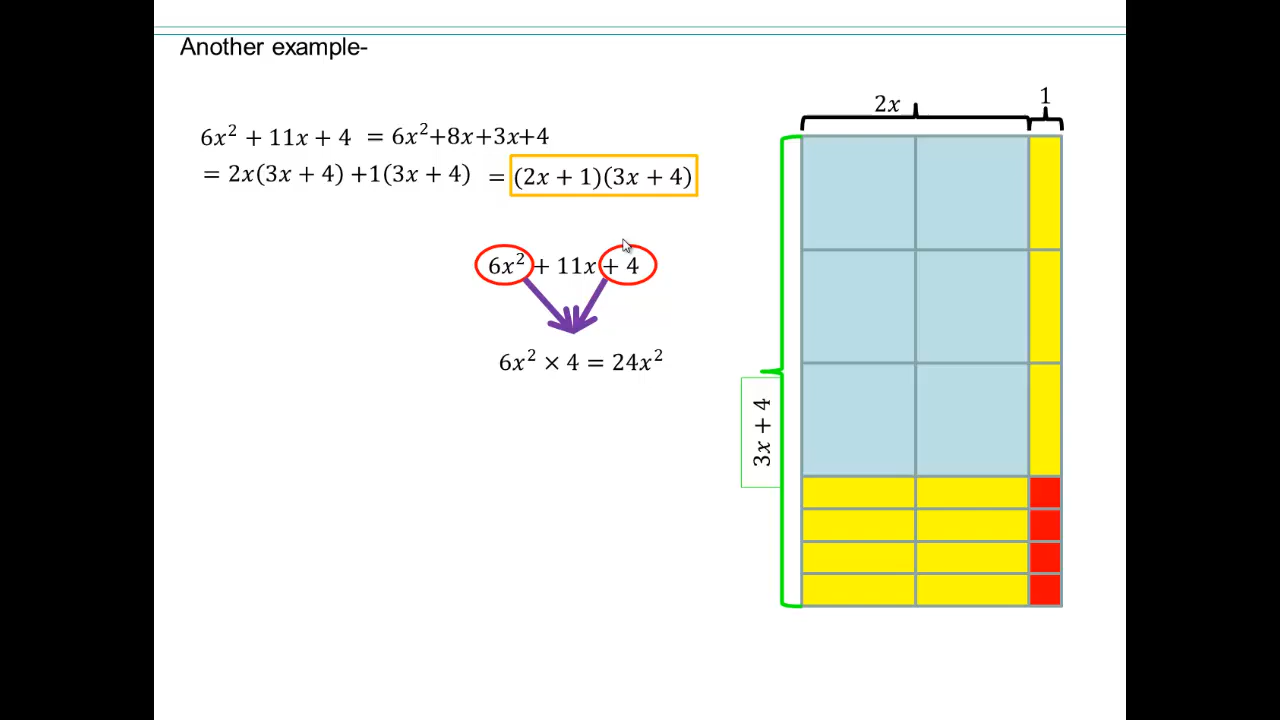 Another example-
6x² + 11x + 4 = 6x²+8x+3x+4
= 2x(3x + 4) +1(3x + 4) = (2x + 1)(3x + 4)
6x² + 11x + 4
6x² × 4 = 24x²
2x
1
3x + 4